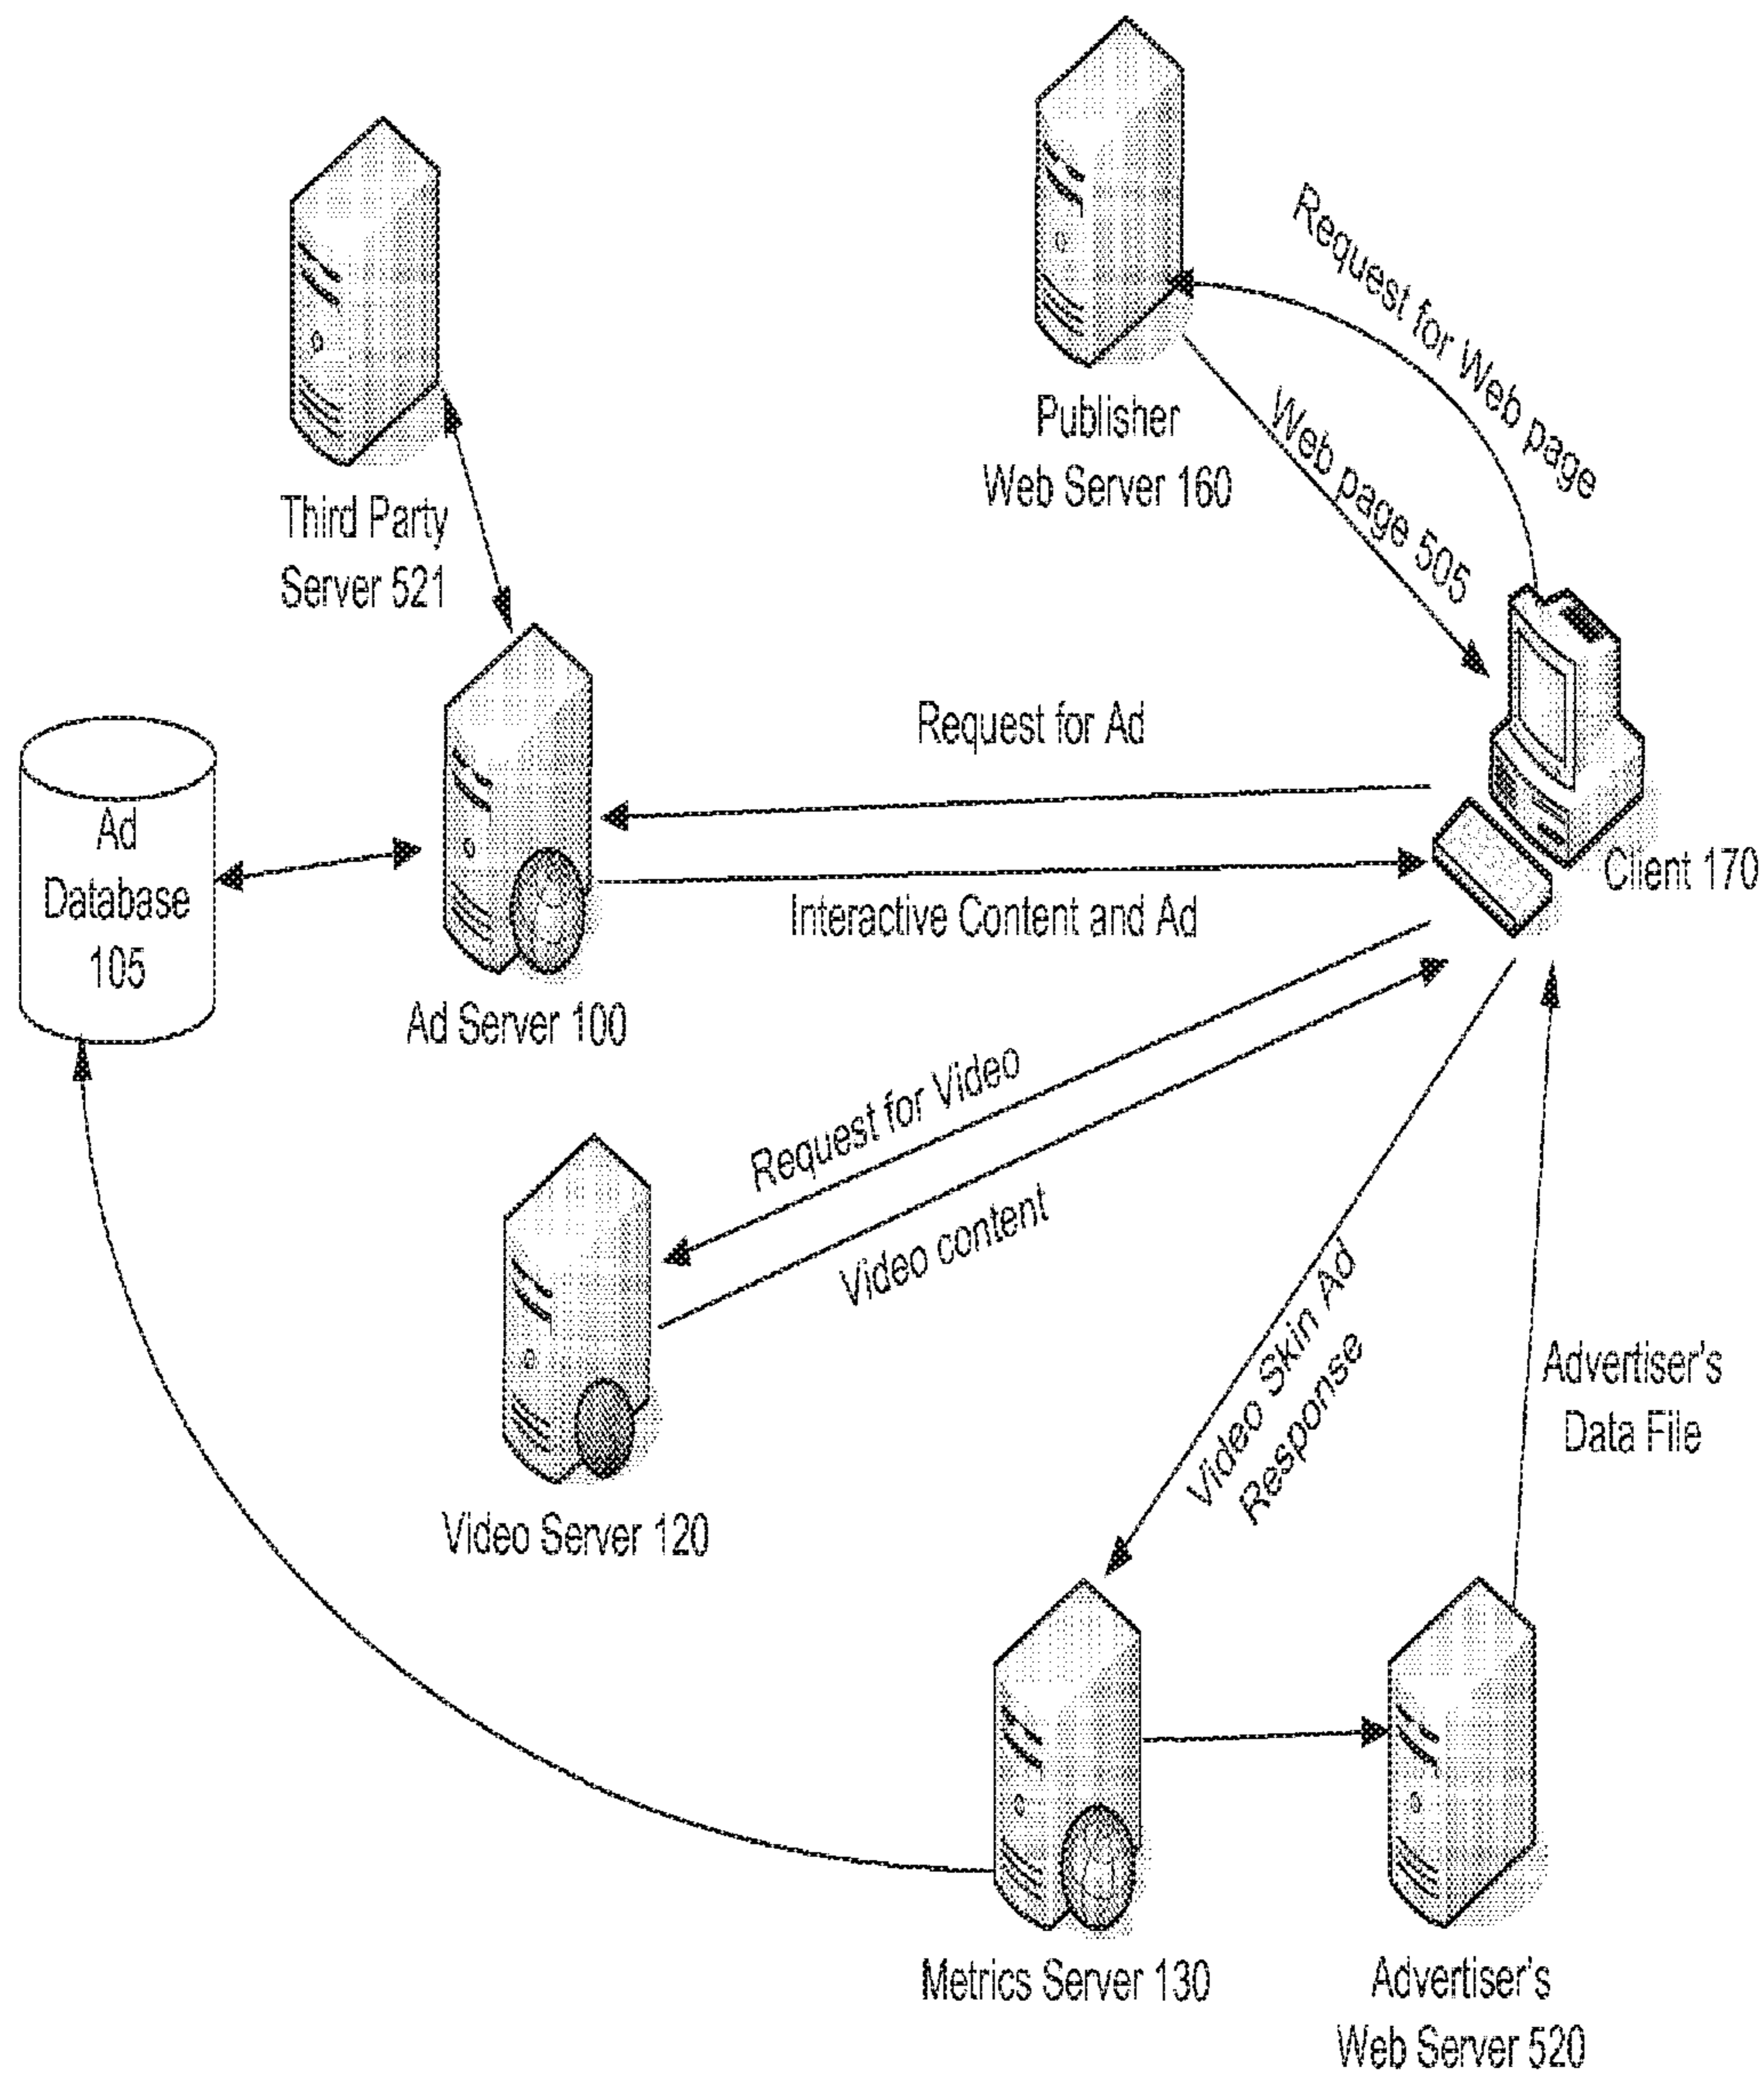 Request for Web page
Publisher
Web Server 160
Web page 505
Third Party
Server 521
Request for Ad
Ad
Database
105
Client 170
Interactive Content and Ad
Ad Server 100
Request for Video
Video content
Video Skin Ad
Response
Advertiser's
Data File
Video Server 120
Metrics Server 130
Advertiser's
Web Server 520